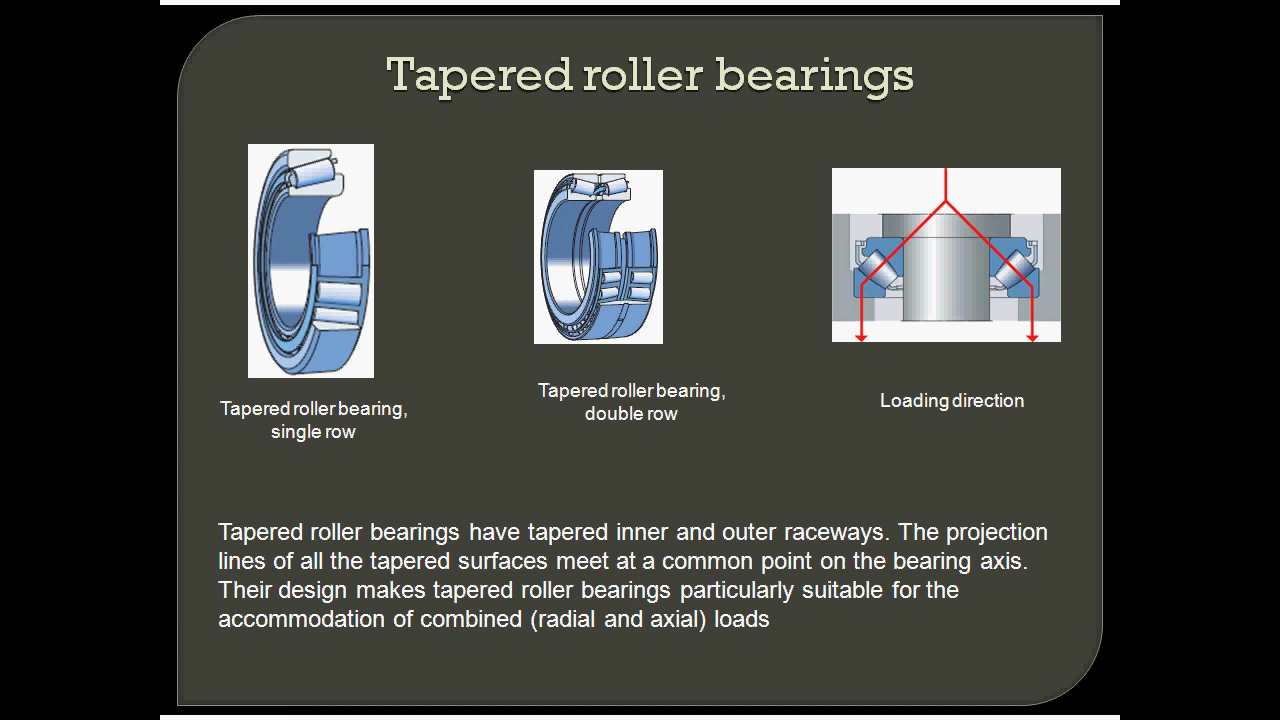 Tapered roller bearings
Tapered roller bearing,
single row
Tapered roller bearing,
double row
Loading direction
Tapered roller bearings have tapered inner and outer raceways. The projection
lines of all the tapered surfaces meet at a common point on the bearing axis.
Their design makes tapered roller bearings particularly suitable for the
accommodation of combined (radial and axial) loads